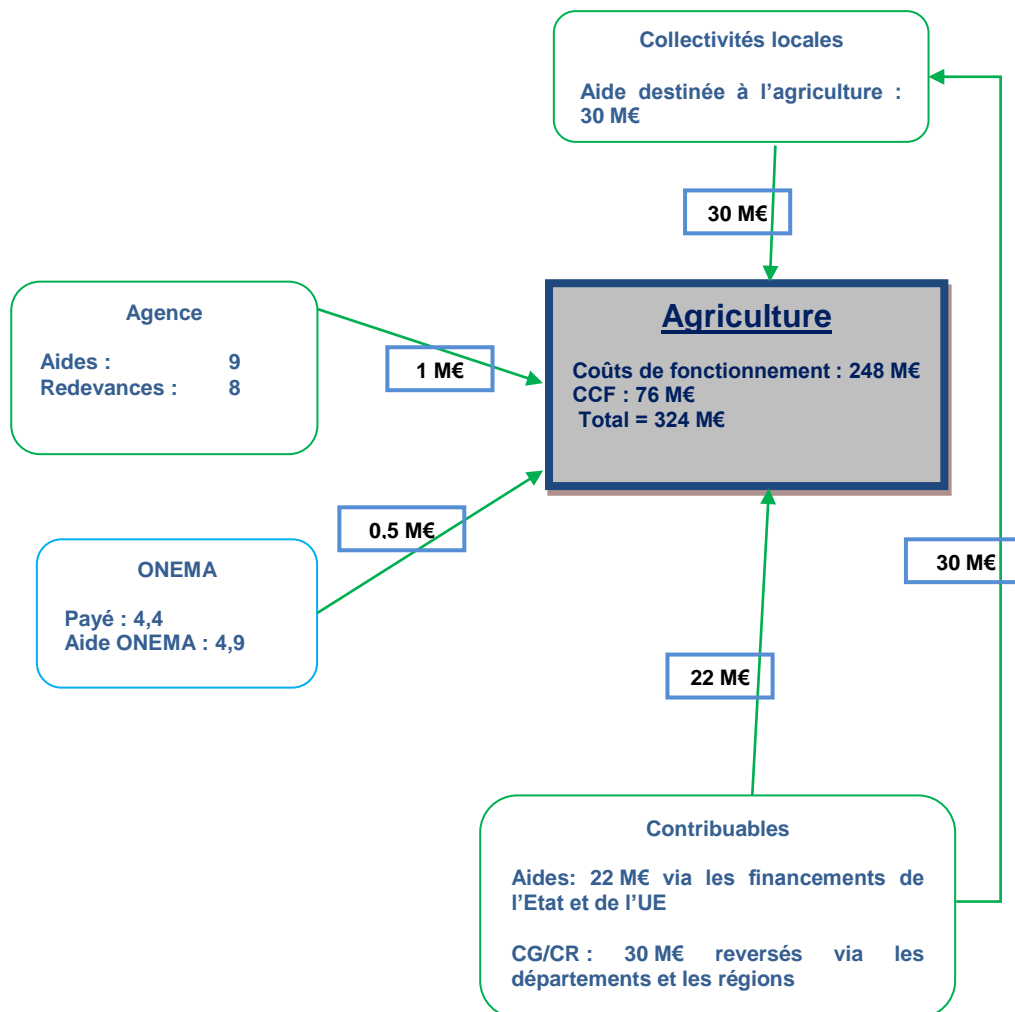 Collectivités locales
Aide destinée à l'agriculture :
30 M€
30 M€
Agence
Aides : 9
Redevances : 8
1 M€
Agriculture
Coûts de fonctionnement : 248 M€
CCF : 76 M€
Total = 324 M€
0,5 M€
ONEMA
Payé : 4,4
Aide ONEMA : 4,9
30 M€
22 M€
Contribuables
Aides: 22 M€ via les financements de
l'Etat et de l'UE
CG/CR : 30 M€ reversés via les
départements et les régions